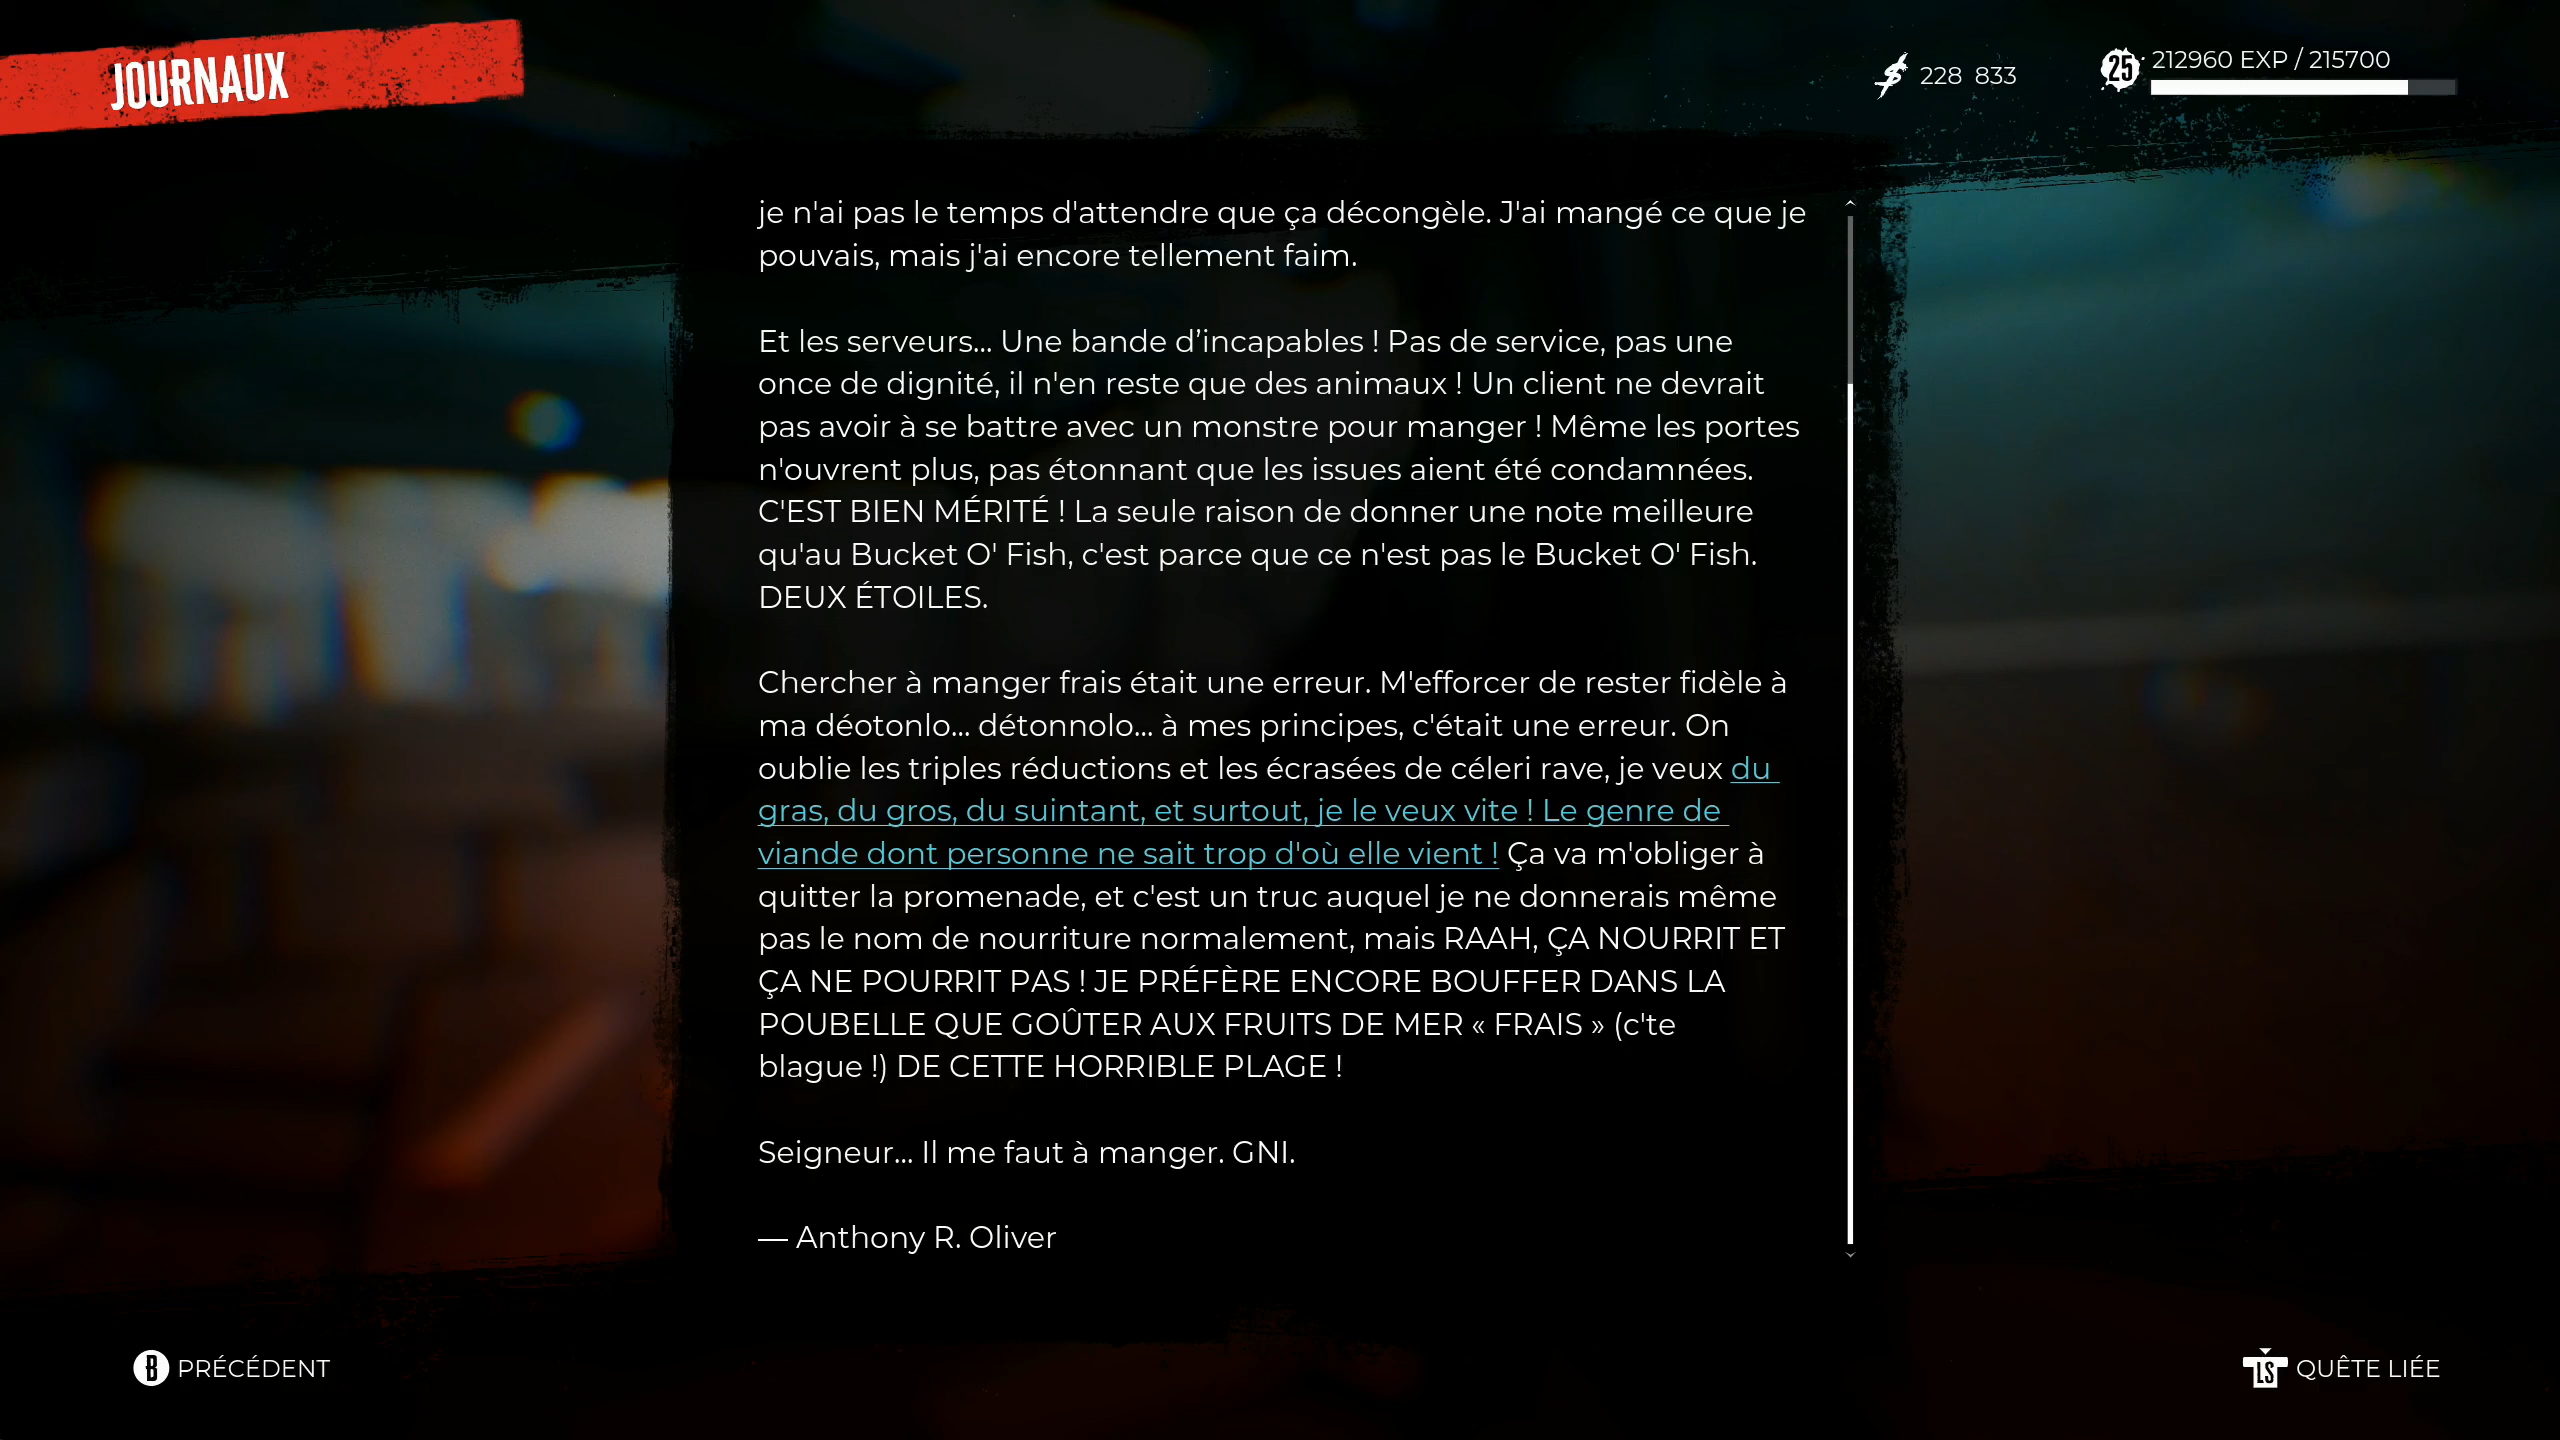 JOURNAUX
228 833
25
212960 EXP / 215700
je n'ai pas le temps d'attendre que ça décongèle. J'ai mangé ce que je
pouvais, mais j'ai encore tellement faim.
Et les serveurs... Une bande d’incapables ! Pas de service, pas une
once de dignité, il n'en reste que des animaux ! Un client ne devrait
pas avoir à se battre avec un monstre pour manger ! Même les portes
n'ouvrent plus, pas étonnant que les issues aient été condamnées.
C'EST BIEN MÉRITÉ ! La seule raison de donner une note meilleure
qu'au Bucket O' Fish, c'est parce que ce n'est pas le Bucket O' Fish.
DEUX ÉTOILES.
Chercher à manger frais était une erreur. M'efforcer de rester fidèle à
ma déotonlo... détonnolo... à mes principes, c'était une erreur. On
oublie les triples réductions et les écrasées de céleri rave, je veux du
gras, du gros, du suintant, et surtout, je le veux vite ! Le genre de
viande dont personne ne sait trop d'où elle vient ! Ça va m'obliger à
quitter la promenade, et c'est un truc auquel je ne donnerais même
pas le nom de nourriture normalement, mais RAAH, ÇA NOURRIT ET
ÇA NE POURRIT PAS ! JE PRÉFÈRE ENCORE BOUFFER DANS LA
POUBELLE QUE GOÛTER AUX FRUITS DE MER « FRAIS » (c'te
blague !) DE CETTE HORRIBLE PLAGE !
Seigneur... Il me faut à manger. GNI.
— Anthony R. Oliver
B PRÉCÉDENT
LS QUÊTE LIÉE